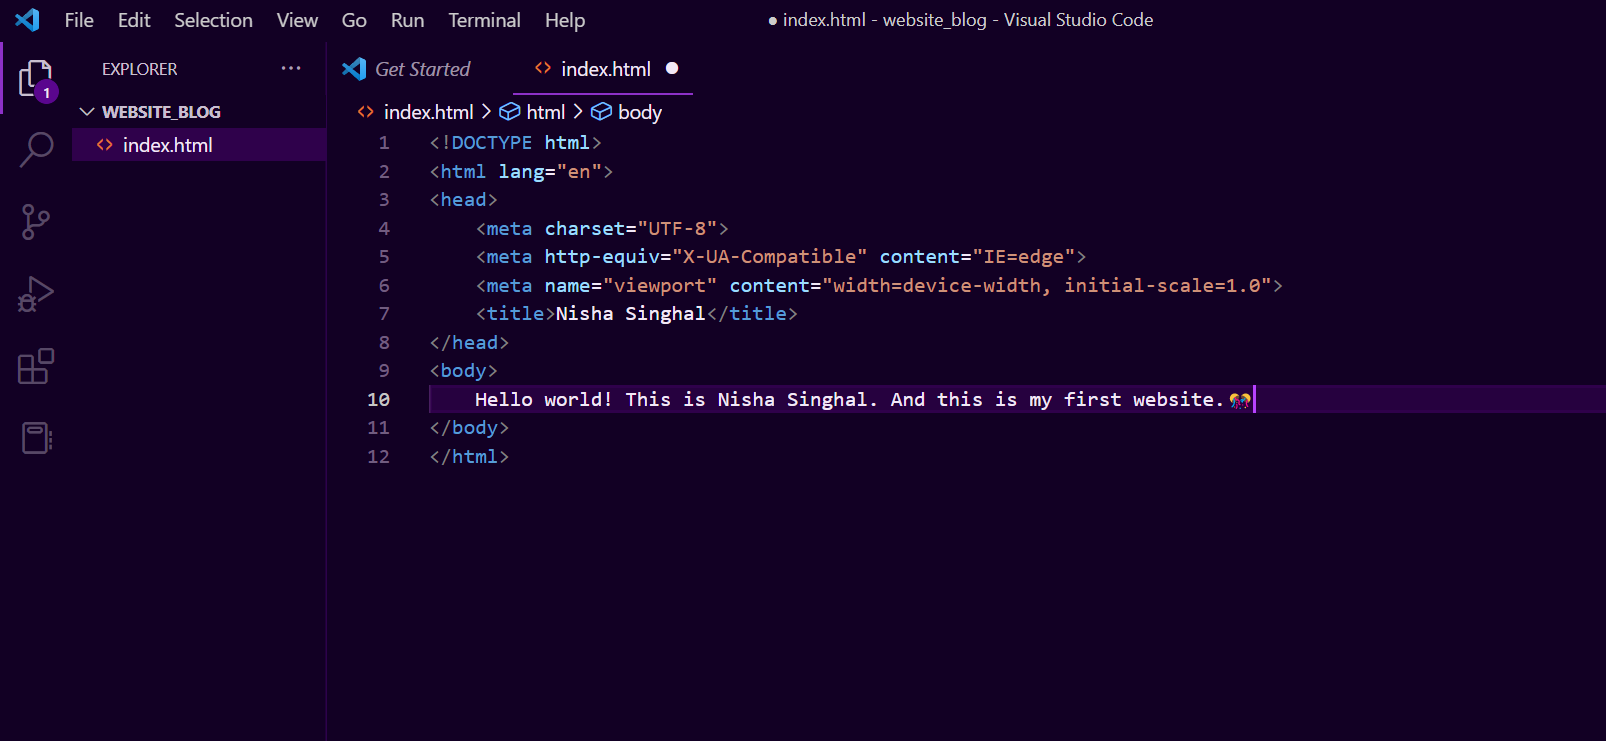 File Edit Selection View Go Run Terminal Help ● index.html - website_blog - Visual Studio Code
EXPLORER ···
1
WEBSITE_BLOG
index.html
Get Started
<> index.html ●
<> index.html > html > body
1 <!DOCTYPE html>
2 <html lang="en">
3 <head>
4     <meta charset="UTF-8">
5     <meta http-equiv="X-UA-Compatible" content="IE=edge">
6     <meta name="viewport" content="width=device-width, initial-scale=1.0">
7     <title>Nisha Singhal</title>
8 </head>
9 <body>
10     Hello world! This is Nisha Singhal. And this is my first website.🎊
11 </body>
12 </html>